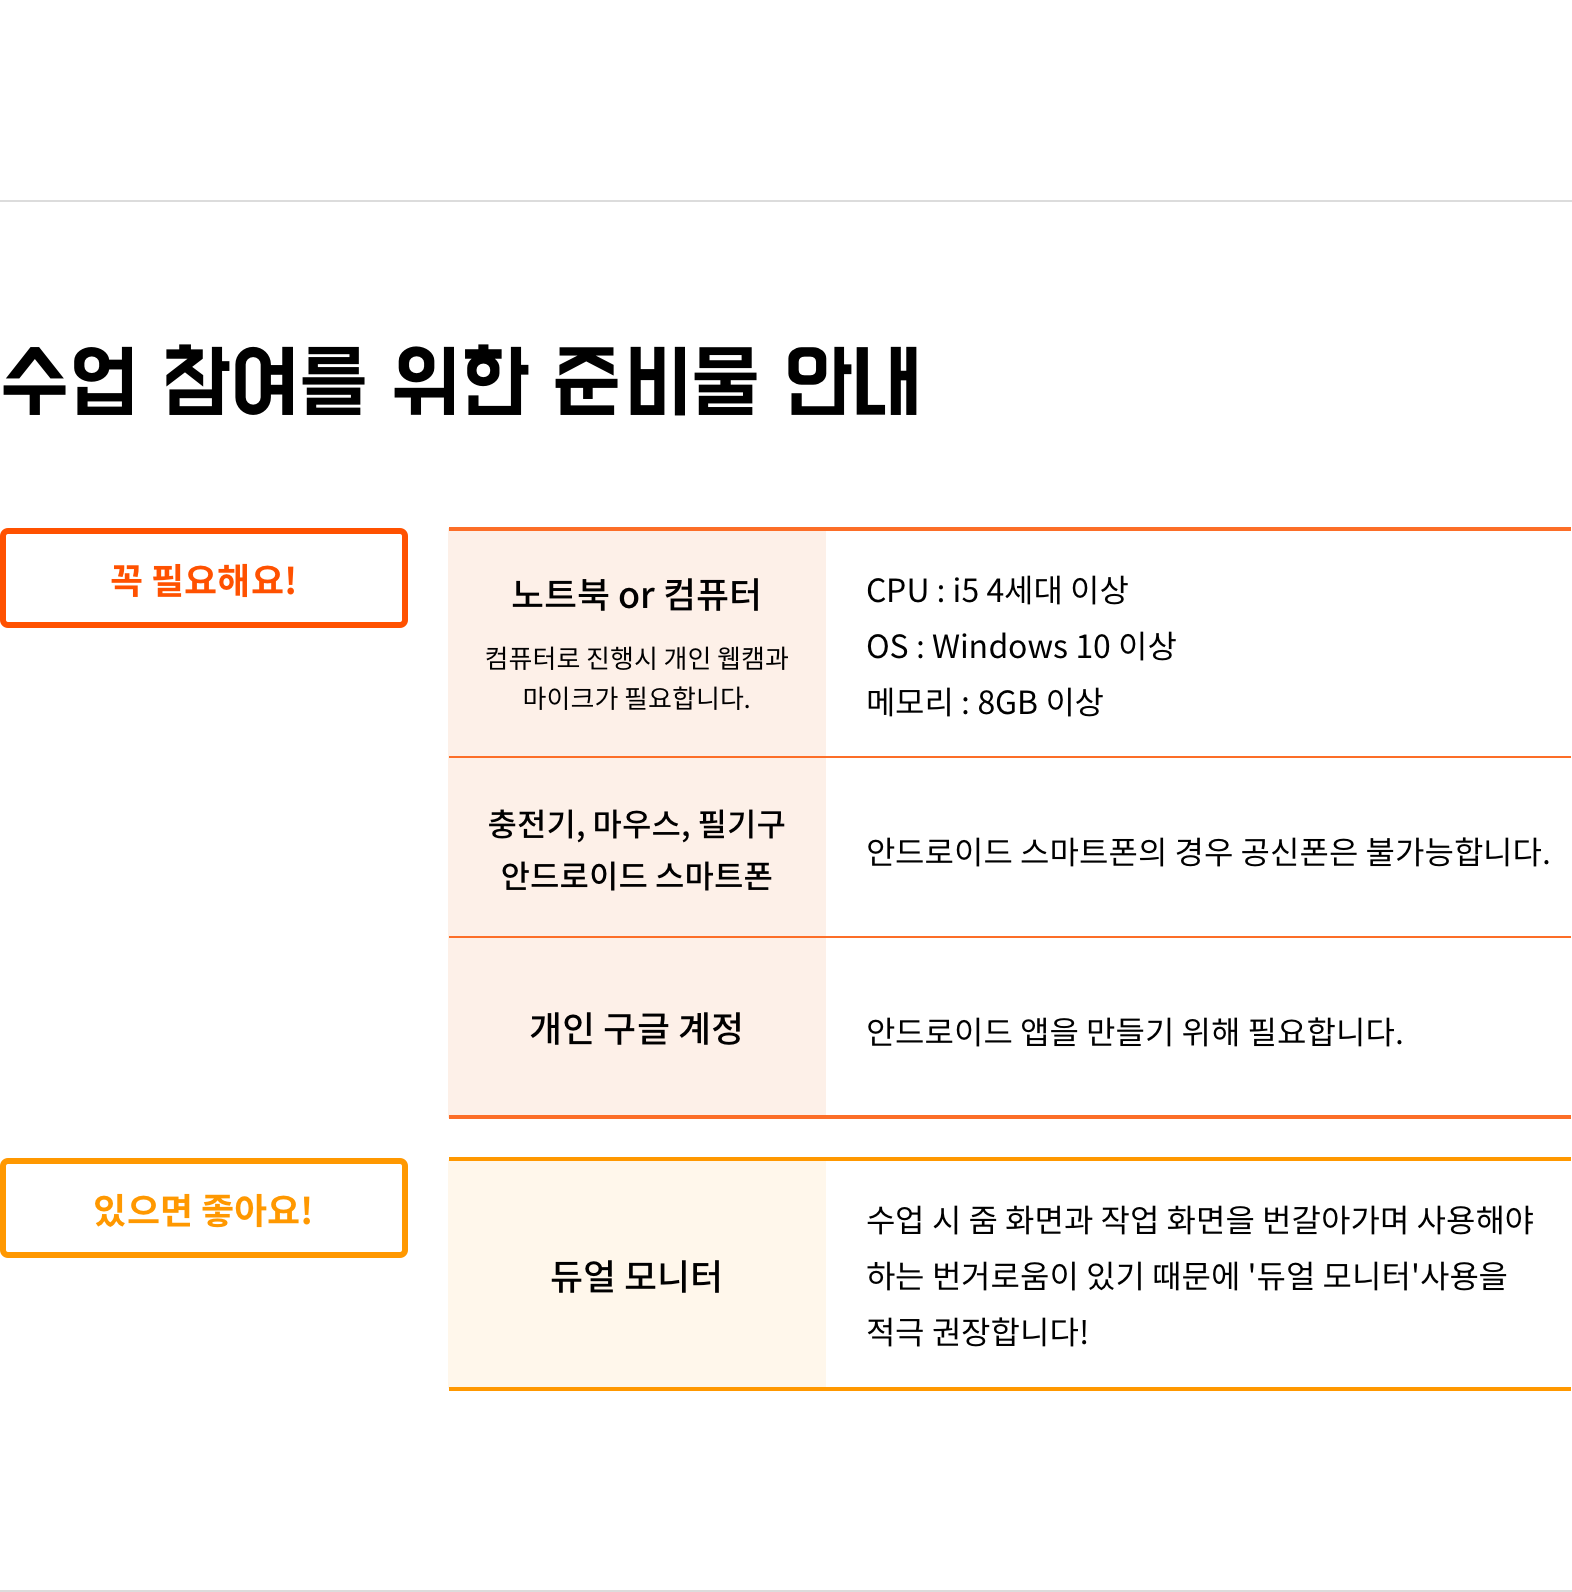 수업 참여를 위한 준비물 안내
꼭 필요해요!
노트북 or 컴퓨터
컴퓨터로 진행시 개인 웹캠과
마이크가 필요합니다.
CPU : i5 4세대 이상
OS : Windows 10 이상
메모리 : 8GB 이상
충전기, 마우스, 필기구
안드로이드 스마트폰
안드로이드 스마트폰의 경우 공신폰은 불가능합니다.
개인 구글 계정
안드로이드 앱을 만들기 위해 필요합니다.
있으면 좋아요!
듀얼 모니터
수업 시 줌 화면과 작업 화면을 번갈아가며 사용해야
하는 번거로움이 있기 때문에 '듀얼 모니터'사용을
적극 권장합니다!